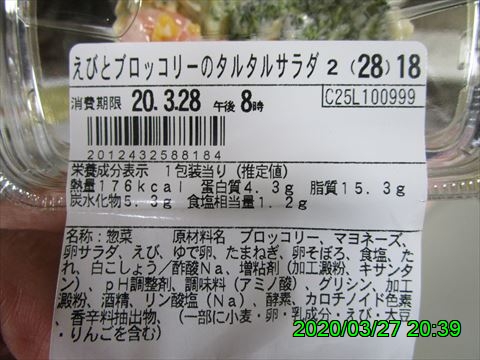 えびとブロッコリーのタルタルサラダ2 (28)18
消費期限 20.3.28 午後8時
C25L100999
2012432588184
栄養成分表示 1包装当り(推定値)
熱量176kcal 蛋白質4.3g 脂質15.3g
炭水化物5.3g 食塩相当量1.2g
名称:惣菜 原材料名 ブロッコリー、マヨネーズ、
卵サラダ、えび、ゆで卵、たまねぎ、卵そぼろ、食塩、た
れ、白こしょう/酢酸Na、増粘剤(加工澱粉、キサンタ
ン)、pH調整剤、調味料(アミノ酸)、グリシン、加工
澱粉、酒精、リン酸塩(Na)、酵素、カロチノイド色素
、香辛料抽出物、(一部に小麦・卵・乳成分・えび・大豆
・りんごを含む)
2020/03/27 20:39